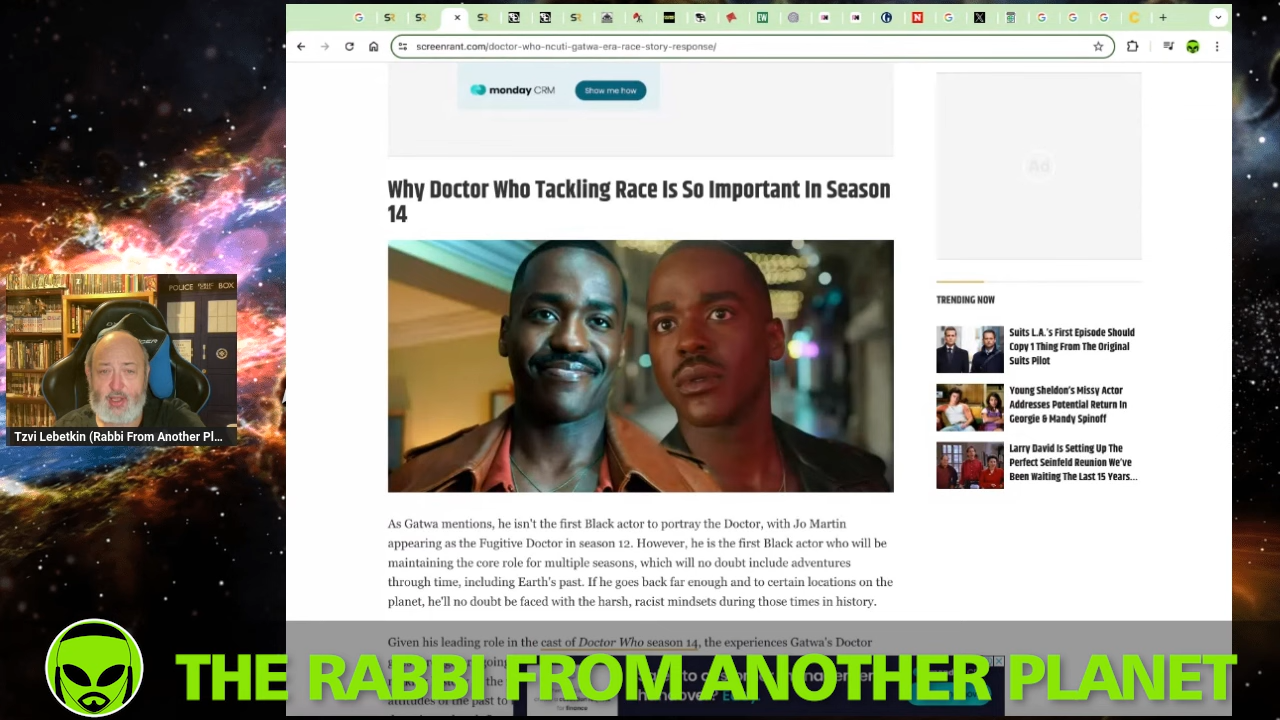 screenrant.com/doctor-who-ncuti-gatwa-era-race-story-response/
monday CRM
Show me how
Ad
Why Doctor Who Tackling Race Is So Important In Season
14
TRENDING NOW
Suits L.A.'s First Episode Should
Copy 1 Thing From The Original
Suits Pilot
Young Sheldon's Missy Actor
Addresses Potential Return In
Georgie & Mandy Spinoff
Larry David Is Setting Up The
Perfect Seinfeld Reunion We've
Been Waiting The Last 15 Years...
POLICE BOX
Tzvi Lebetkin (Rabbi From Another Pl...
As Gatwa mentions, he isn't the first Black actor to portray the Doctor, with Jo Martin
appearing as the Fugitive Doctor in season 12. However, he is the first Black actor who will be
maintaining the core role for multiple seasons, which will no doubt include adventures
through time, including Earth's past. If he goes back far enough and to certain locations on the
planet, he'll no doubt be faced with the harsh, racist mindsets during those times in history.
Given his leading role in the cast of Doctor Who season 14, the experiences Gatwa's Doctor
THE RABBI FROM ANOTHER PLANET